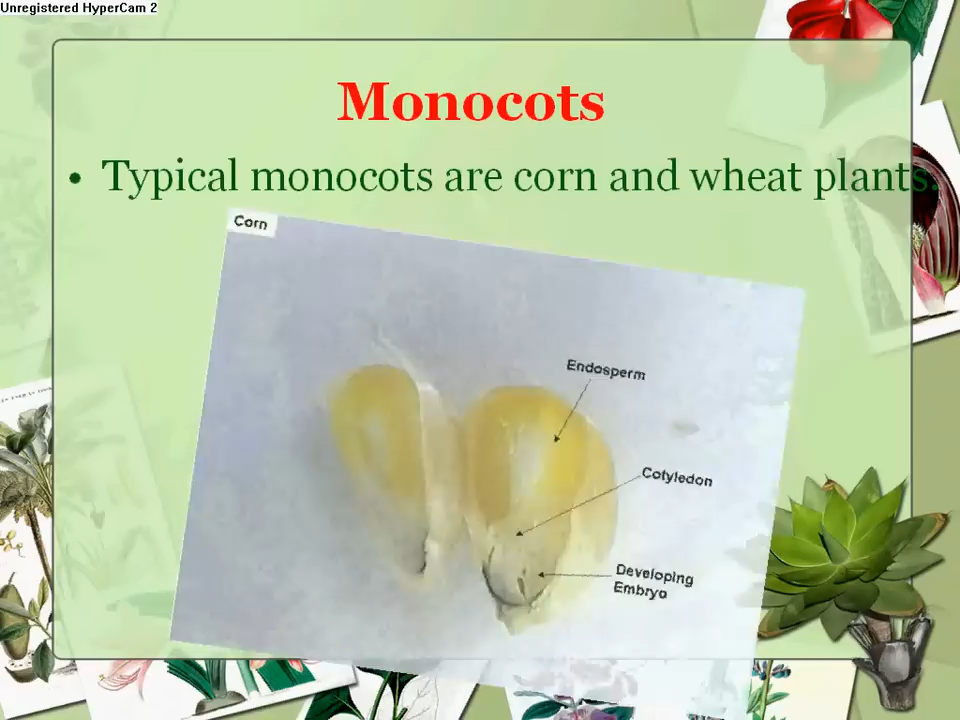 Unregistered HyperCam 2
Monocots
• Typical monocots are corn and wheat plants.
Corn
Endosperm
Cotyledon
Developing
Embryo